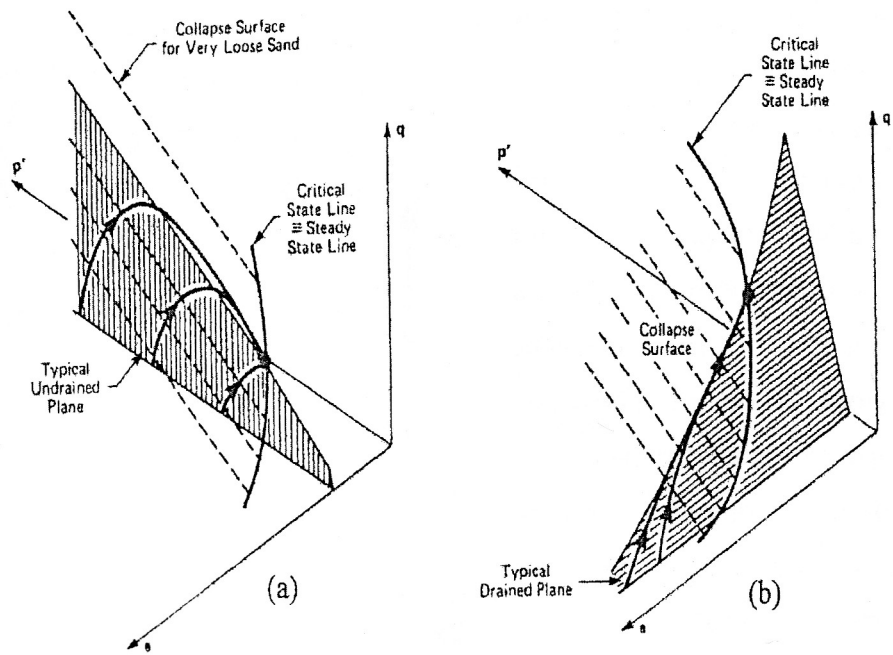 Collapse Surface
for Very Loose Sand
p'
q
Critical
State Line
≡ Steady
State Line
Typical
Undrained
Plane
e
(a)
Critical
State Line
≡ Steady
State Line
q
p'
Collapse
Surface
Typical
Drained Plane
e
(b)